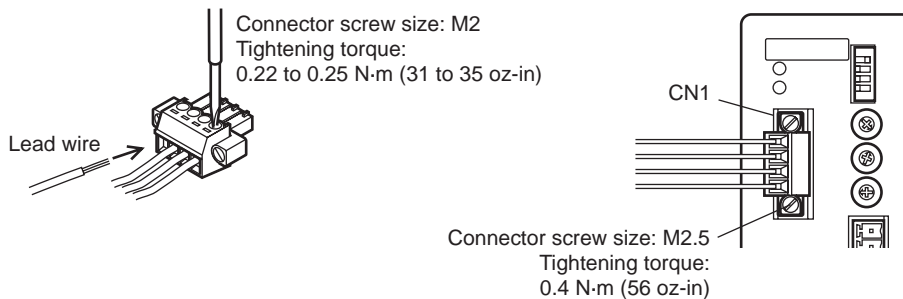 Connector screw size: M2
Tightening torque:
0.22 to 0.25 N·m (31 to 35 oz-in)
Lead wire
CN1
Connector screw size: M2.5
Tightening torque:
0.4 N·m (56 oz-in)